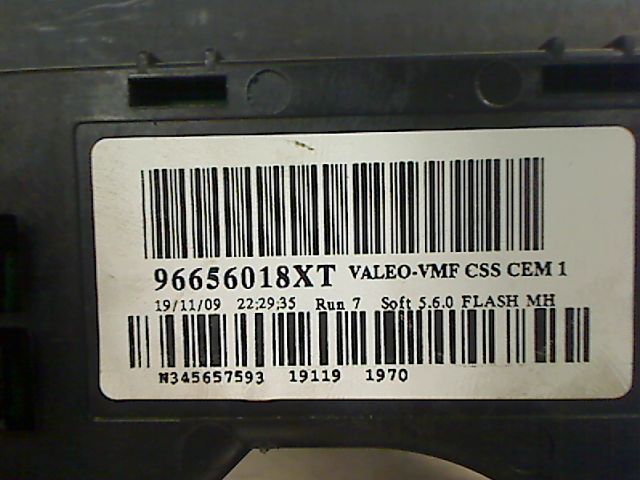 96656018XT VALEO-VMF CSS CEM 1
19/11/09 22;29;35 Run 7 Soft 5.6.0 FLASH MH
N345657593 19119 1970